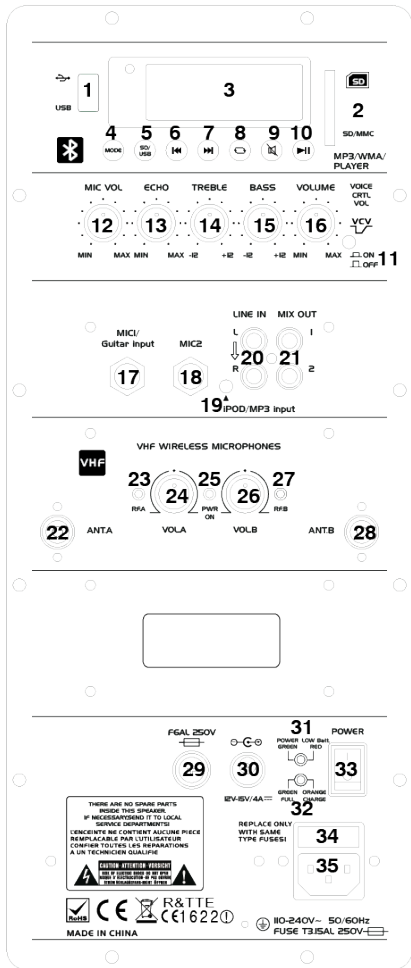 USB
1
3
SD
2
SD/MMC
4 5 6 7 8 9 10
MODE SD/USB
MP3/WMA/
PLAYER
MIC VOL ECHO TREBLE BASS VOLUME
VOICE
CRTL
VOL
VCV
12 13 14 15 16
MIN MAX MIN MAX -12 +12 -12 +12 MIN MAX
ON
OFF
11
LINE IN MIX OUT
MIC1/
Guitar input
MIC2
L 1
17 18 20 21
R 2
19 iPOD/MP3 input
VHF WIRELESS MICROPHONES
VHF
23 25 27
24 26
RF.A PWR
ON
RF.B
22 ANT.A VOL.A VOL.B ANT.B 28
F6AL 250V
31
POWER LOW Batt.
GREEN RED
POWER
29 30 33
12V-15V/4A
GREEN ORANGE
FULL CHARGE
32
THERE ARE NO SPARE PARTS
INSIDE THIS SPEAKER.
IF NECESSARY,SEND IT TO LOCAL
SERVICE DEPARTMENTS!
L'ENCEINTE NE CONTIENT AUCUNE PIECE
REMPLACABLE PAR L'UTILISATEUR
CONFIER TOUTES LES REPARATIONS
A UN TECHNICIEN QUALIFIE
CAUTION ATTENTION VORSICHT
REPLACE ONLY
WITH SAME
TYPE FUSES!
34
35
RoHS
CE
R&TTE
CE1622
MADE IN CHINA
110-240V~ 50/60Hz
FUSE T3.15AL 250V